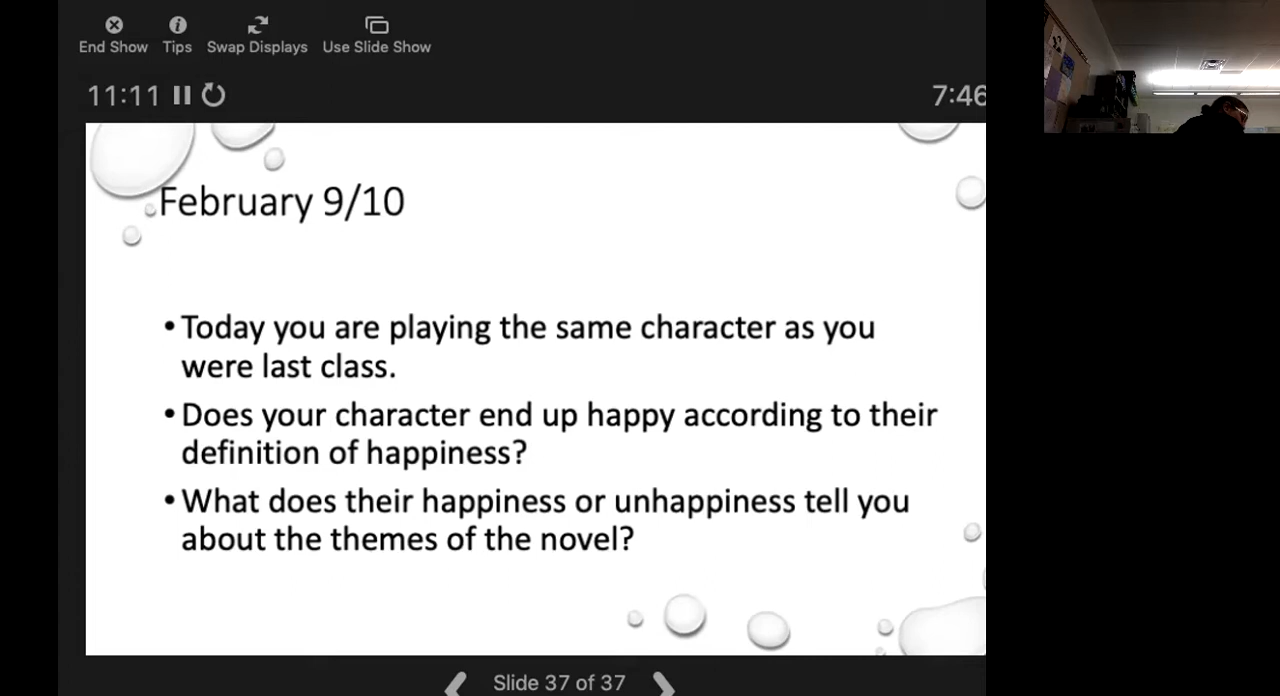 End Show Tips Swap Displays Use Slide Show
11:11 7:46
February 9/10
• Today you are playing the same character as you
were last class.
• Does your character end up happy according to their
definition of happiness?
• What does their happiness or unhappiness tell you
about the themes of the novel?
Slide 37 of 37